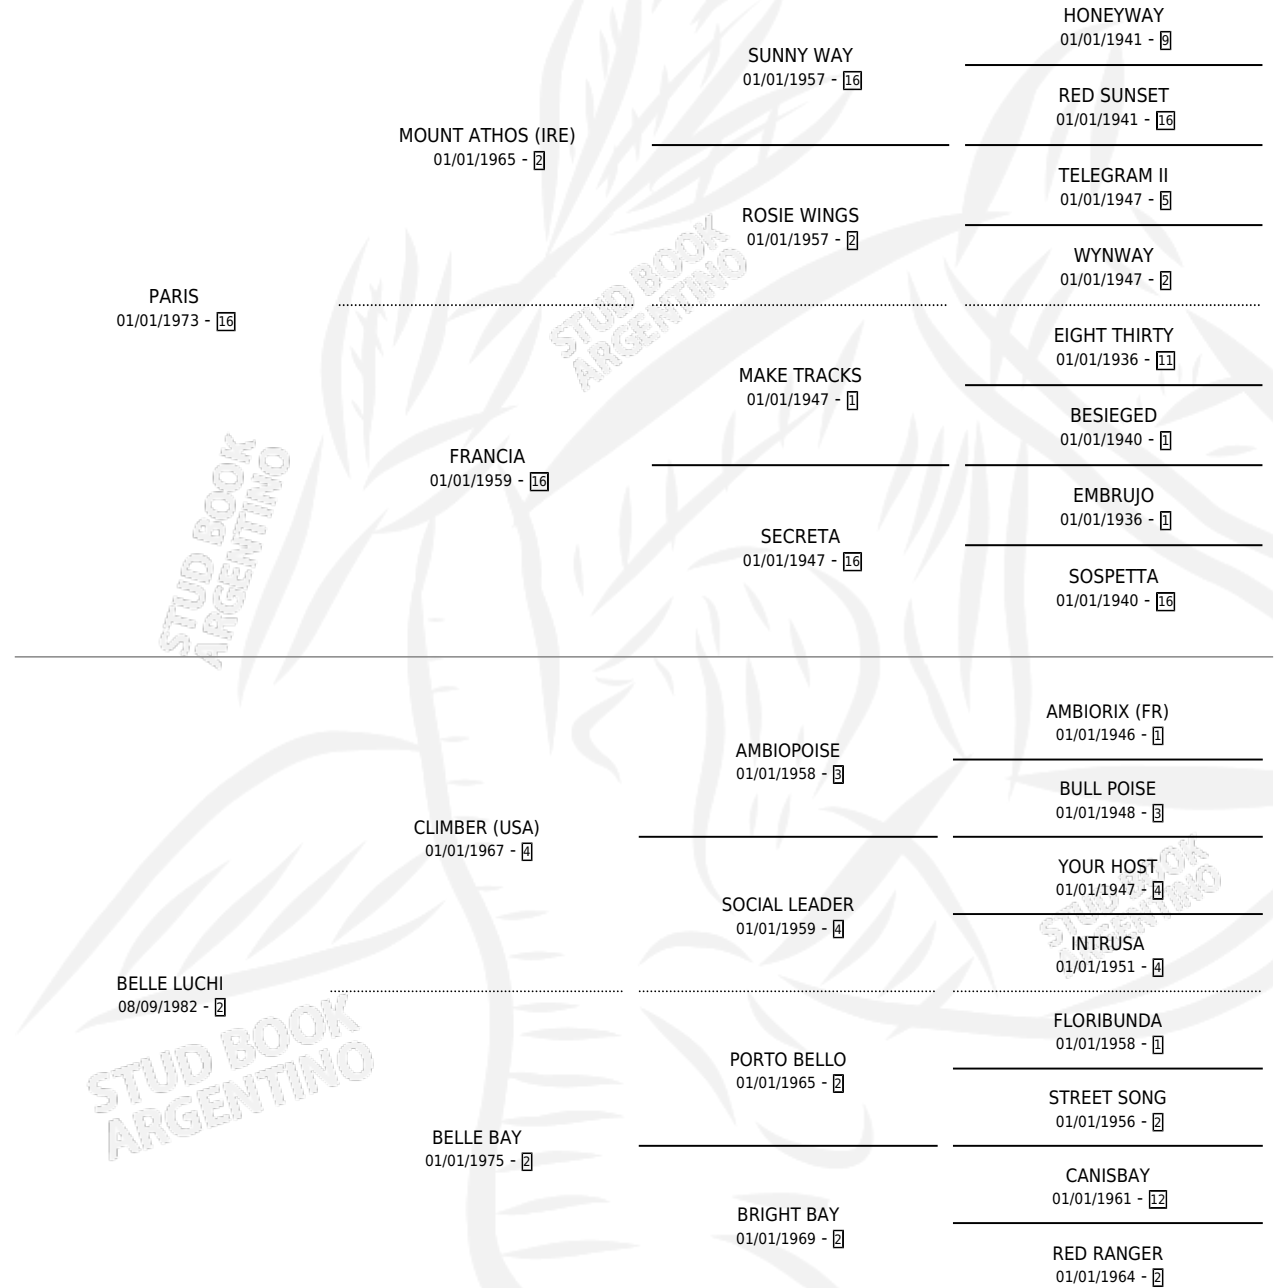 HONEYWAY
01/01/1941 - 9
SUNNY WAY
01/01/1957 - 16
RED SUNSET
01/01/1941 - 16
MOUNT ATHOS (IRE)
01/01/1965 - 2
TELEGRAM II
01/01/1947 - 5
ROSIE WINGS
01/01/1957 - 2
WYNWAY
01/01/1947 - 2
PARIS
01/01/1973 - 16
EIGHT THIRTY
01/01/1936 - 11
MAKE TRACKS
01/01/1947 - 1
BESIEGED
01/01/1940 - 1
FRANCIA
01/01/1959 - 16
EMBRUJO
01/01/1936 - 1
SECRETA
01/01/1947 - 16
SOSPETTA
01/01/1940 - 16
STUD BOOK
ARGENTINO
STUD BOOK
ARGENTINO
AMBIORIX (FR)
01/01/1946 - 1
AMBIOPOISE
01/01/1958 - 3
BULL POISE
01/01/1948 - 3
CLIMBER (USA)
01/01/1967 - 4
YOUR HOST
01/01/1947 - 4
SOCIAL LEADER
01/01/1959 - 4
INTRUSA
01/01/1951 - 4
BELLE LUCHI
08/09/1982 - 2
FLORIBUNDA
01/01/1958 - 1
PORTO BELLO
01/01/1965 - 2
STREET SONG
01/01/1956 - 2
BELLE BAY
01/01/1975 - 2
CANISBAY
01/01/1961 - 12
BRIGHT BAY
01/01/1969 - 2
RED RANGER
01/01/1964 - 2
STUD BOOK
ARGENTINO
STUD BOOK
ARGENTINO